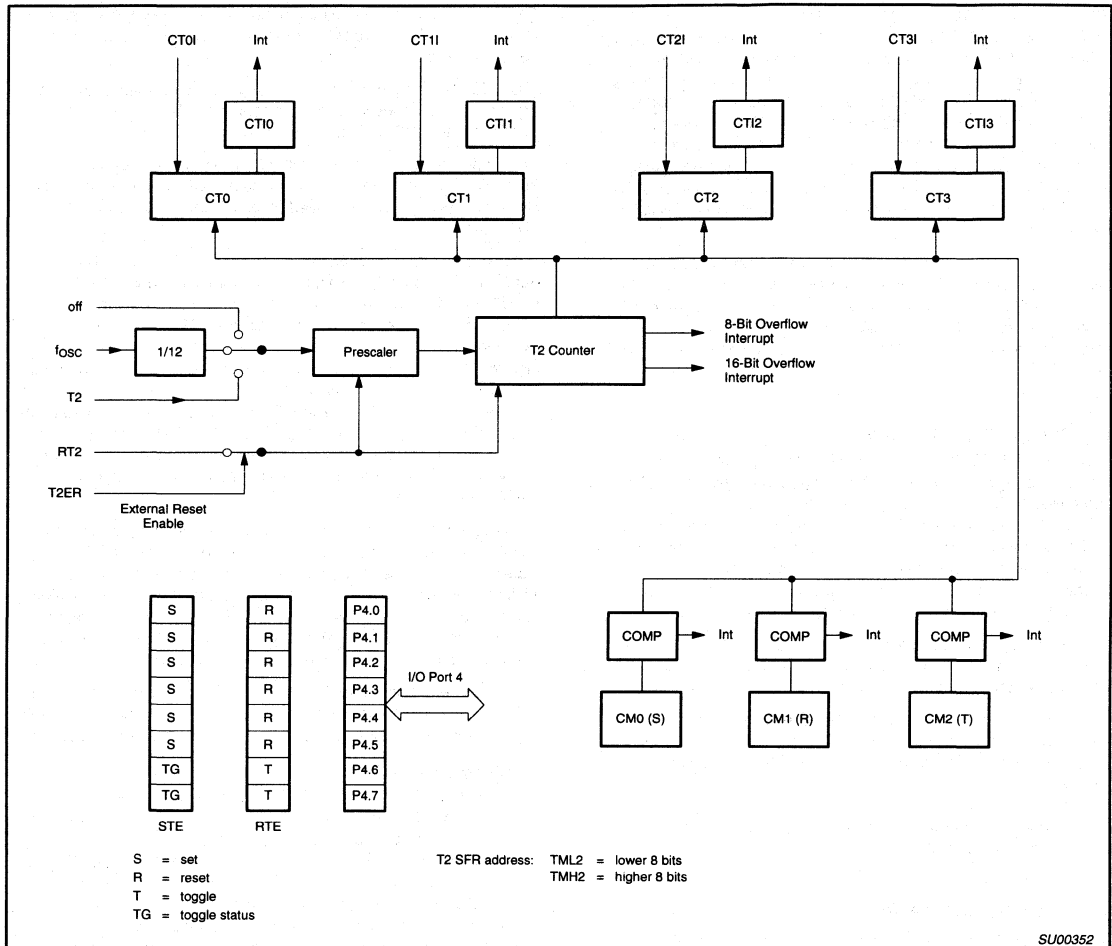 CT0I Int CT1I Int CT2I Int CT3I Int
CTI0 CTI1 CTI2 CTI3
CT0 CT1 CT2 CT3
off
fOSC 1/12 Prescaler T2 Counter
8-Bit Overflow
Interrupt
16-Bit Overflow
Interrupt
T2
RT2
T2ER
External Reset
Enable
S R P4.0
S R P4.1
S R P4.2
S R P4.3
S R P4.4
S R P4.5
TG T P4.6
TG T P4.7
STE RTE
I/O Port 4
COMP Int COMP Int COMP Int
CM0 (S) CM1 (R) CM2 (T)
S = set
R = reset
T = toggle
TG = toggle status
T2 SFR address: TML2 = lower 8 bits
TMH2 = higher 8 bits
SU00352